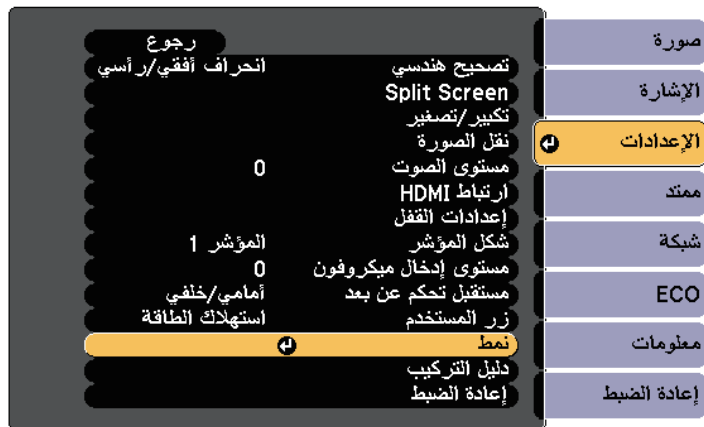 صورة
الإشارة
الإعدادات
ممتد
شبكة
ECO
معلومات
إعادة الضبط
رجوع
تصحيح هندسي انحراف أفقي/رأسي
Split Screen
تكبير/تصغير
نقل الصورة
مستوى الصوت 0
ارتباط HDMI
إعدادات القفل
شكل المؤشر المؤشر 1
مستوى إدخال ميكروفون 0
مستقبل تحكم عن بعد أمامي/خلفي
زر المستخدم استهلاك الطاقة
نمط
دليل التركيب
إعادة الضبط